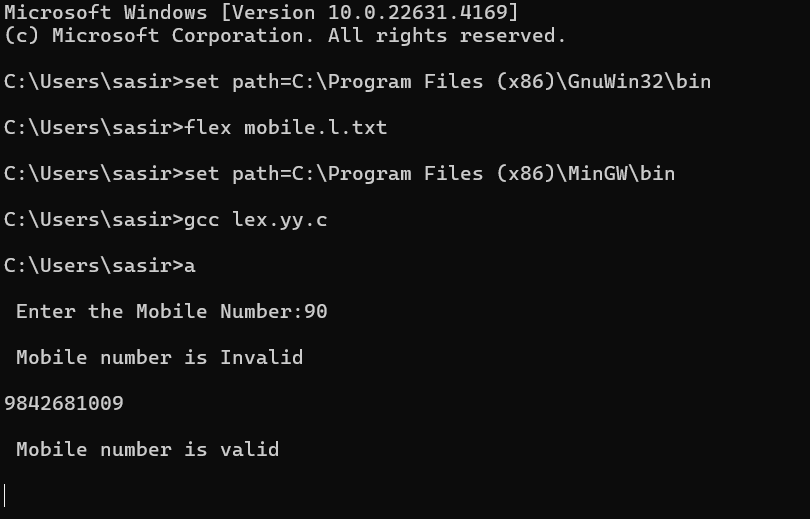 Microsoft Windows [Version 10.0.22631.4169]
(c) Microsoft Corporation. All rights reserved.
C:\Users\sasir>set path=C:\Program Files (x86)\GnuWin32\bin
C:\Users\sasir>flex mobile.l.txt
C:\Users\sasir>set path=C:\Program Files (x86)\MinGW\bin
C:\Users\sasir>gcc lex.yy.c
C:\Users\sasir>a
Enter the Mobile Number:90
Mobile number is Invalid
9842681009
Mobile number is valid